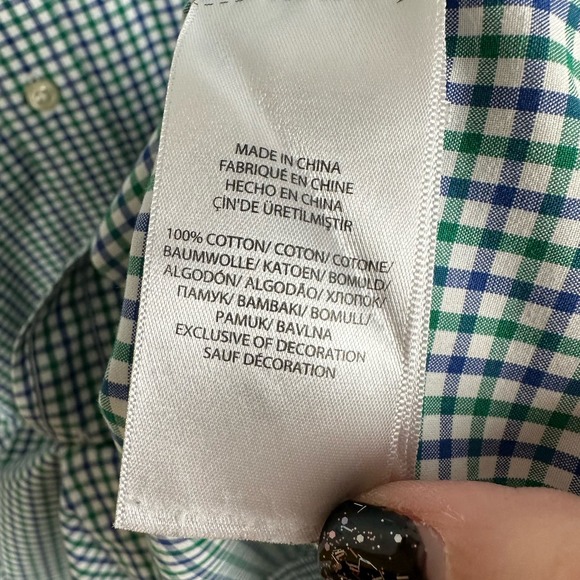 MADE IN CHINA
FABRIQUÉ EN CHINE
HECHO EN CHINA
ÇİN'DE ÜRETİLMİŞTİR
100% COTTON/ COTON/ COTONE/
BAUMWOLLE/ KATOEN/ BOMULD/
ALGODÓN/ ALGODÃO/ ХЛОПОК/
ПАМУК/ ΒΑΜΒΑΚΙ/ BOMULL/
PAMUK/ BAVLNA
EXCLUSIVE OF DECORATION
SAUF DÉCORATION